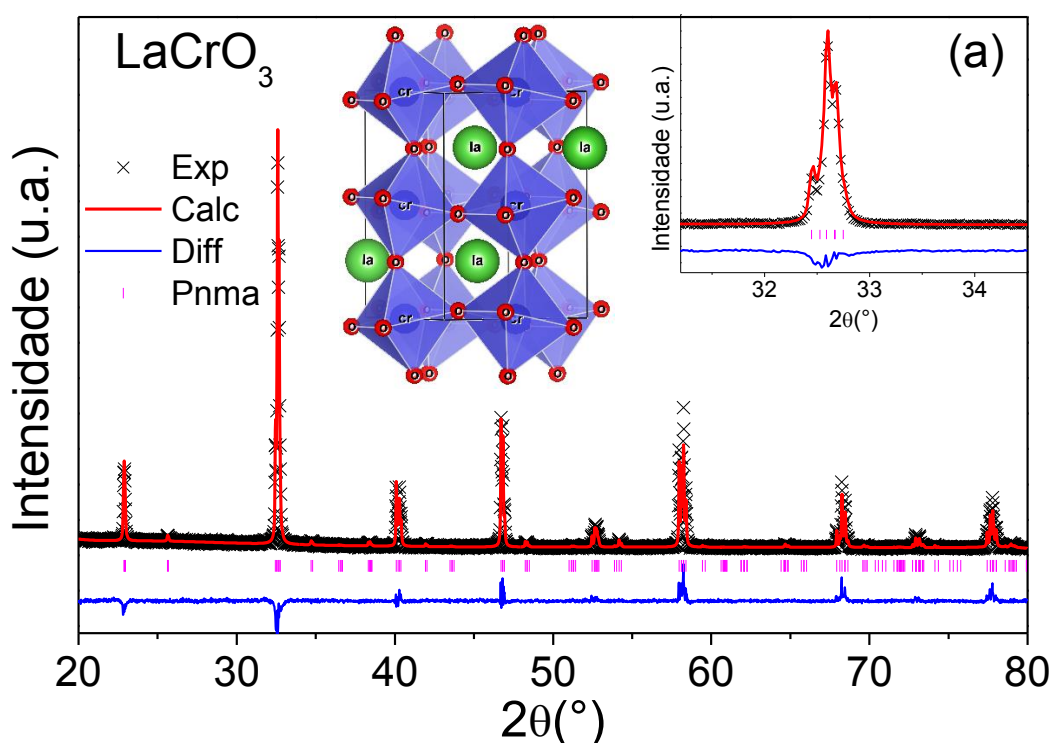 LaCrO3
(a)
Exp
Calc
Diff
Pnma
Intensidade (u.a.)
20 30 40 50 60 70 80
2θ(°)
Intensidade (u.a.)
32 33 34
2θ(°)
o o o o
o cr o o cr o
o o o o
o o o la o o la
o o o
cr cr o
o o o
la o o la o
o o o
cr o o cr o
o o o
o o o o